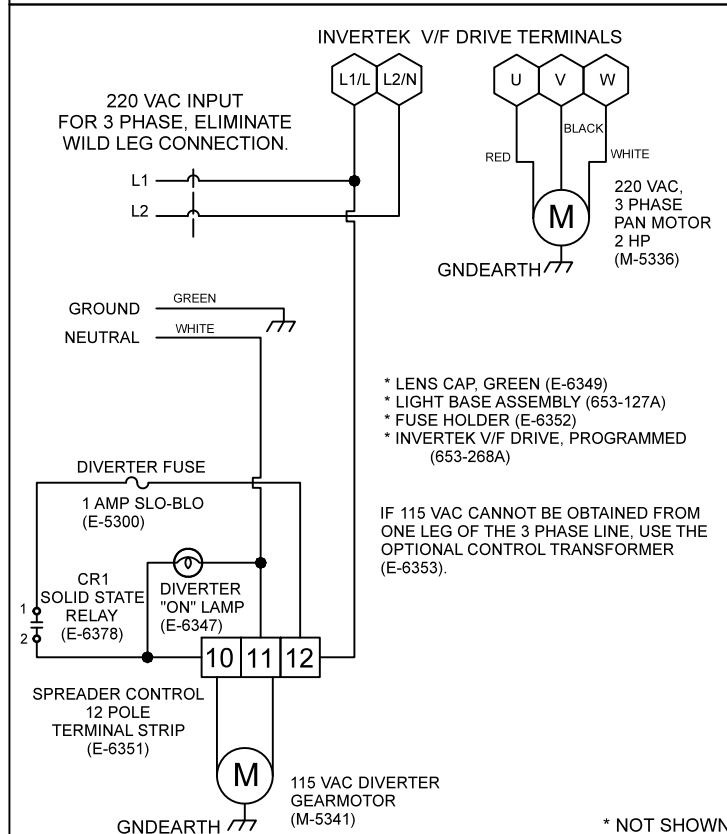 INVERTEK V/F DRIVE TERMINALS
L1/L L2/N
U V W
220 VAC INPUT
FOR 3 PHASE, ELIMINATE
WILD LEG CONNECTION.
BLACK
RED
WHITE
L1
L2
M
220 VAC,
3 PHASE
PAN MOTOR
2 HP
(M-5336)
GNDEARTH
GROUND
GREEN
NEUTRAL
WHITE
* LENS CAP, GREEN (E-6349)
* LIGHT BASE ASSEMBLY (653-127A)
* FUSE HOLDER (E-6352)
* INVERTEK V/F DRIVE, PROGRAMMED
(653-268A)
DIVERTER FUSE
1 AMP SLO-BLO
(E-5300)
IF 115 VAC CANNOT BE OBTAINED FROM
ONE LEG OF THE 3 PHASE LINE, USE THE
OPTIONAL CONTROL TRANSFORMER
(E-6353).
CR1
SOLID STATE
RELAY
(E-6378)
1
2
DIVERTER
"ON" LAMP
(E-6347)
10 11 12
SPREADER CONTROL
12 POLE
TERMINAL STRIP
(E-6351)
M
115 VAC DIVERTER
GEARMOTOR
(M-5341)
GNDEARTH
* NOT SHOWN